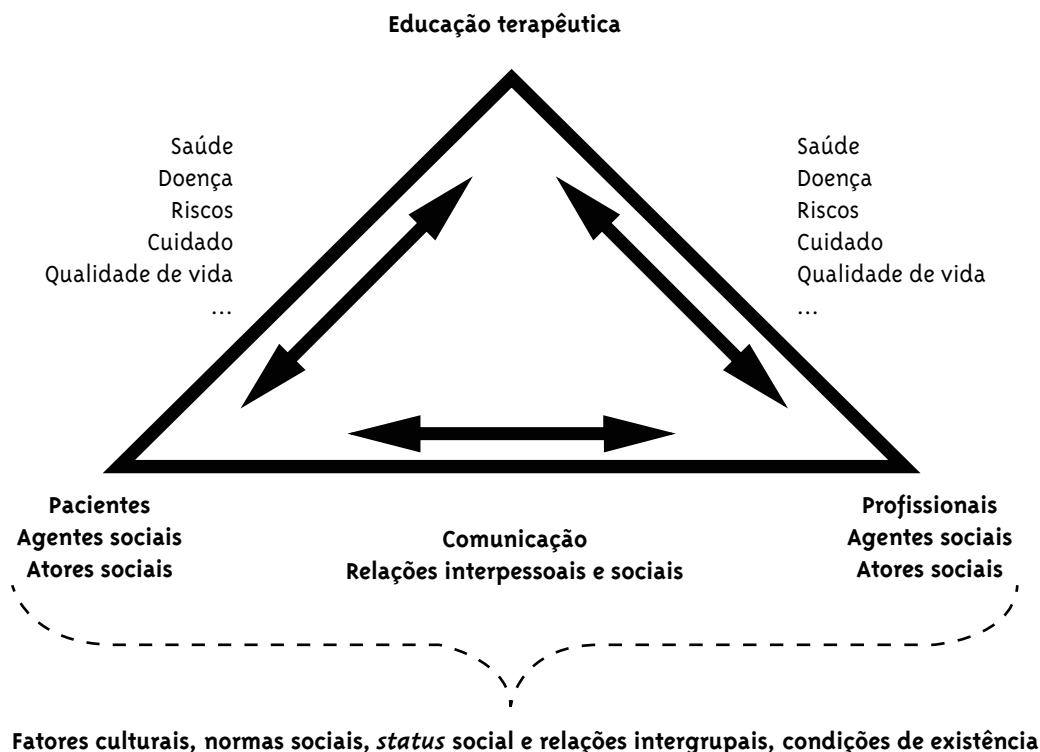 Educação terapêutica
Saúde
Doença
Riscos
Cuidado
Qualidade de vida
...
Saúde
Doença
Riscos
Cuidado
Qualidade de vida
...
Pacientes
Agentes sociais
Atores sociais
Comunicação
Relações interpessoais e sociais
Profissionais
Agentes sociais
Atores sociais
Fatores culturais, normas sociais, status social e relações intergrupais, condições de existência